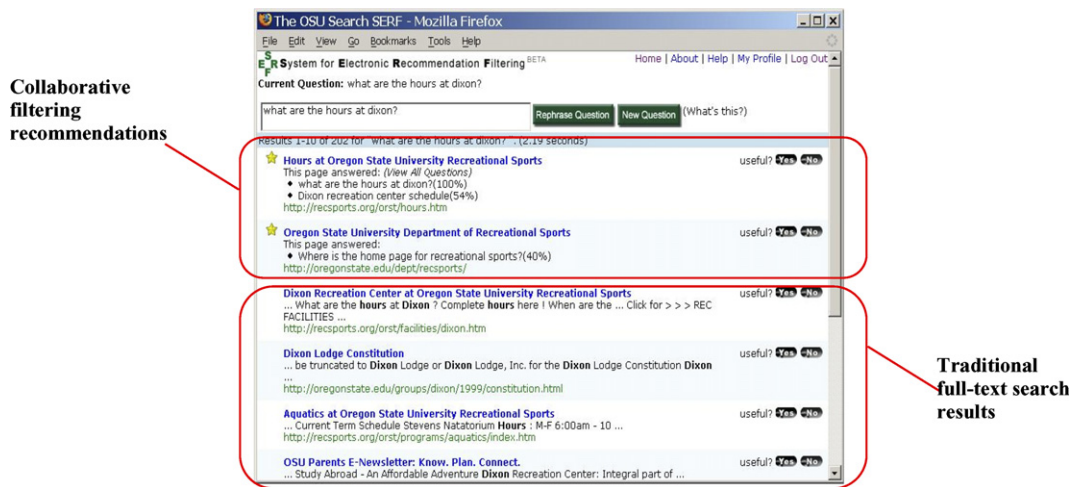 The OSU Search SERF - Mozilla Firefox
File Edit View Go Bookmarks Tools Help
SERF System for Electronic Recommendation Filtering BETA
Home | About | Help | My Profile | Log Out
Current Question: what are the hours at dixon?
what are the hours at dixon?
Rephrase Question New Question (What's this?)
Results 1-10 of 202 for "what are the hours at dixon?" . (2.19 seconds)
Collaborative
filtering
recommendations
Hours at Oregon State University Recreational Sports useful? Yes No
This page answered: (View All Questions)
• what are the hours at dixon?(100%)
• Dixon recreation center schedule(54%)
http://recsports.org/orst/hours.htm
Oregon State University Department of Recreational Sports useful? Yes No
This page answered:
• Where is the home page for recreational sports?(40%)
http://oregonstate.edu/dept/recsports/
Dixon Recreation Center at Oregon State University Recreational Sports useful? Yes No
... What are the hours at Dixon ? Complete hours here ! When are the ... Click for > > > REC
FACILITIES ...
http://recsports.org/orst/facilities/dixon.htm
Dixon Lodge Constitution useful? Yes No
... be truncated to Dixon Lodge or Dixon Lodge, Inc. for the Dixon Lodge Constitution Dixon
...
http://oregonstate.edu/groups/dixon/1999/constitution.html
Aquatics at Oregon State University Recreational Sports useful? Yes No
... Current Term Schedule Stevens Natatorium Hours : M-F 6:00am - 10 ...
http://recsports.org/orst/programs/aquatics/index.htm
OSU Parents E-Newsletter: Know. Plan. Connect. useful? Yes No
... Study Abroad - An Affordable Adventure Dixon Recreation Center: Integral part of ...
Traditional
full-text search
results